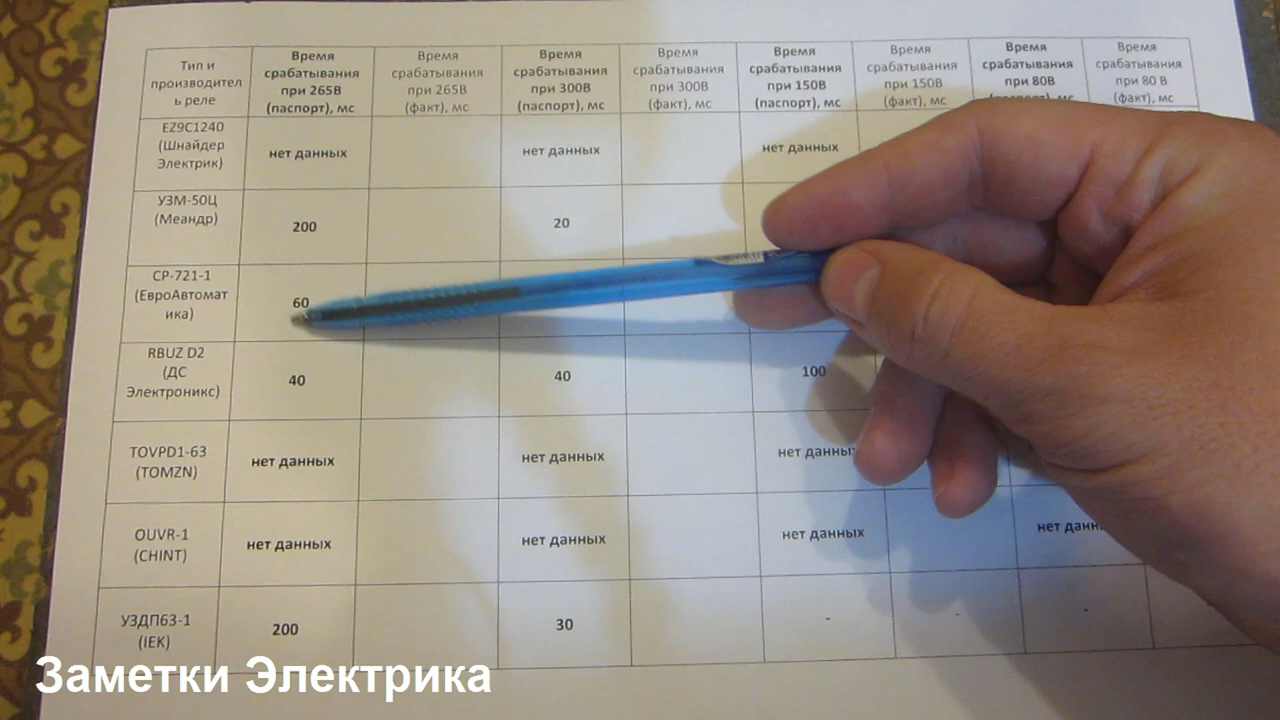 Тип и
производител
ь реле
Время
срабатывания
при 265В
(паспорт), мс
Время
срабатывания
при 265В
(факт), мс
Время
срабатывания
при 300В
(паспорт), мс
Время
срабатывания
при 300В
(факт), мс
Время
срабатывания
при 150В
(паспорт), мс
Время
срабатывания
при 150В
(факт), мс
Время
срабатывания
при 80В
мс
Время
срабатывания
при 80 В
(факт), мс
EZ9C1240
(Шнайдер
Электрик)
нет данных
нет данных
нет данных
УЗМ-50Ц
(Меандр)
200
20
СР-721-1
(ЕвроАвтомат
ика)
60
RBUZ D2
(ДС
Электроникс)
40
40
100
TOVPD1-63
(TOMZN)
нет данных
нет данных
нет данных
OUVR-1
(CHINT)
нет данных
нет данных
нет данных
нет
УЗДП63-1
(IEK)
200
30
-
-
-
Заметки Электрика